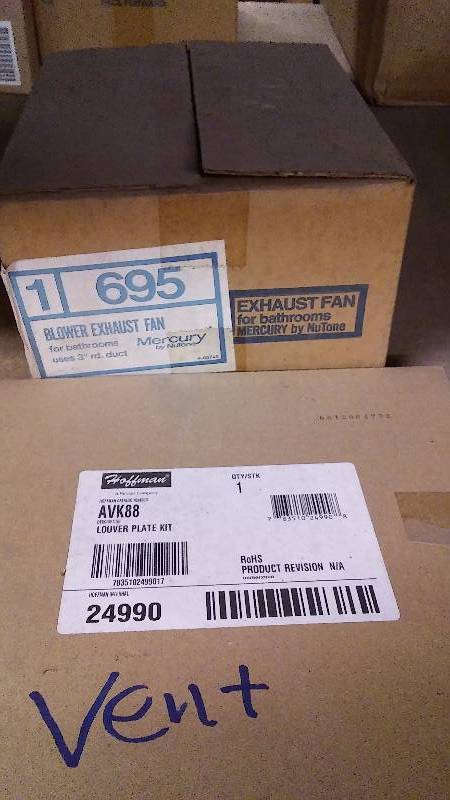 1 695
BLOWER EXHAUST FAN
for bathrooms
uses 3" rd. duct
Mercury
by NuTone
EXHAUST FAN
for bathrooms
MERCURY by NuTone
Hoffman
QTY/STK
1
AVK88
LOUVER PLATE KIT
RoHS
PRODUCT REVISION N/A
24990
Vent